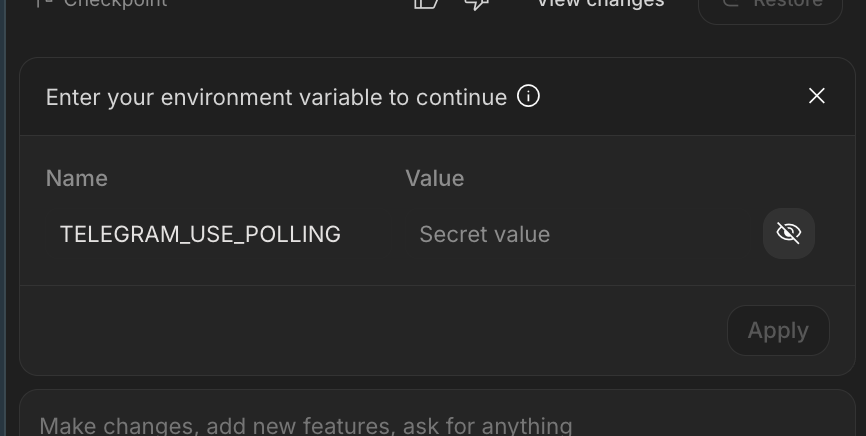 Checkpoint View changes Restore
Enter your environment variable to continue
Name Value
TELEGRAM_USE_POLLING Secret value
Apply
Make changes, add new features, ask for anything